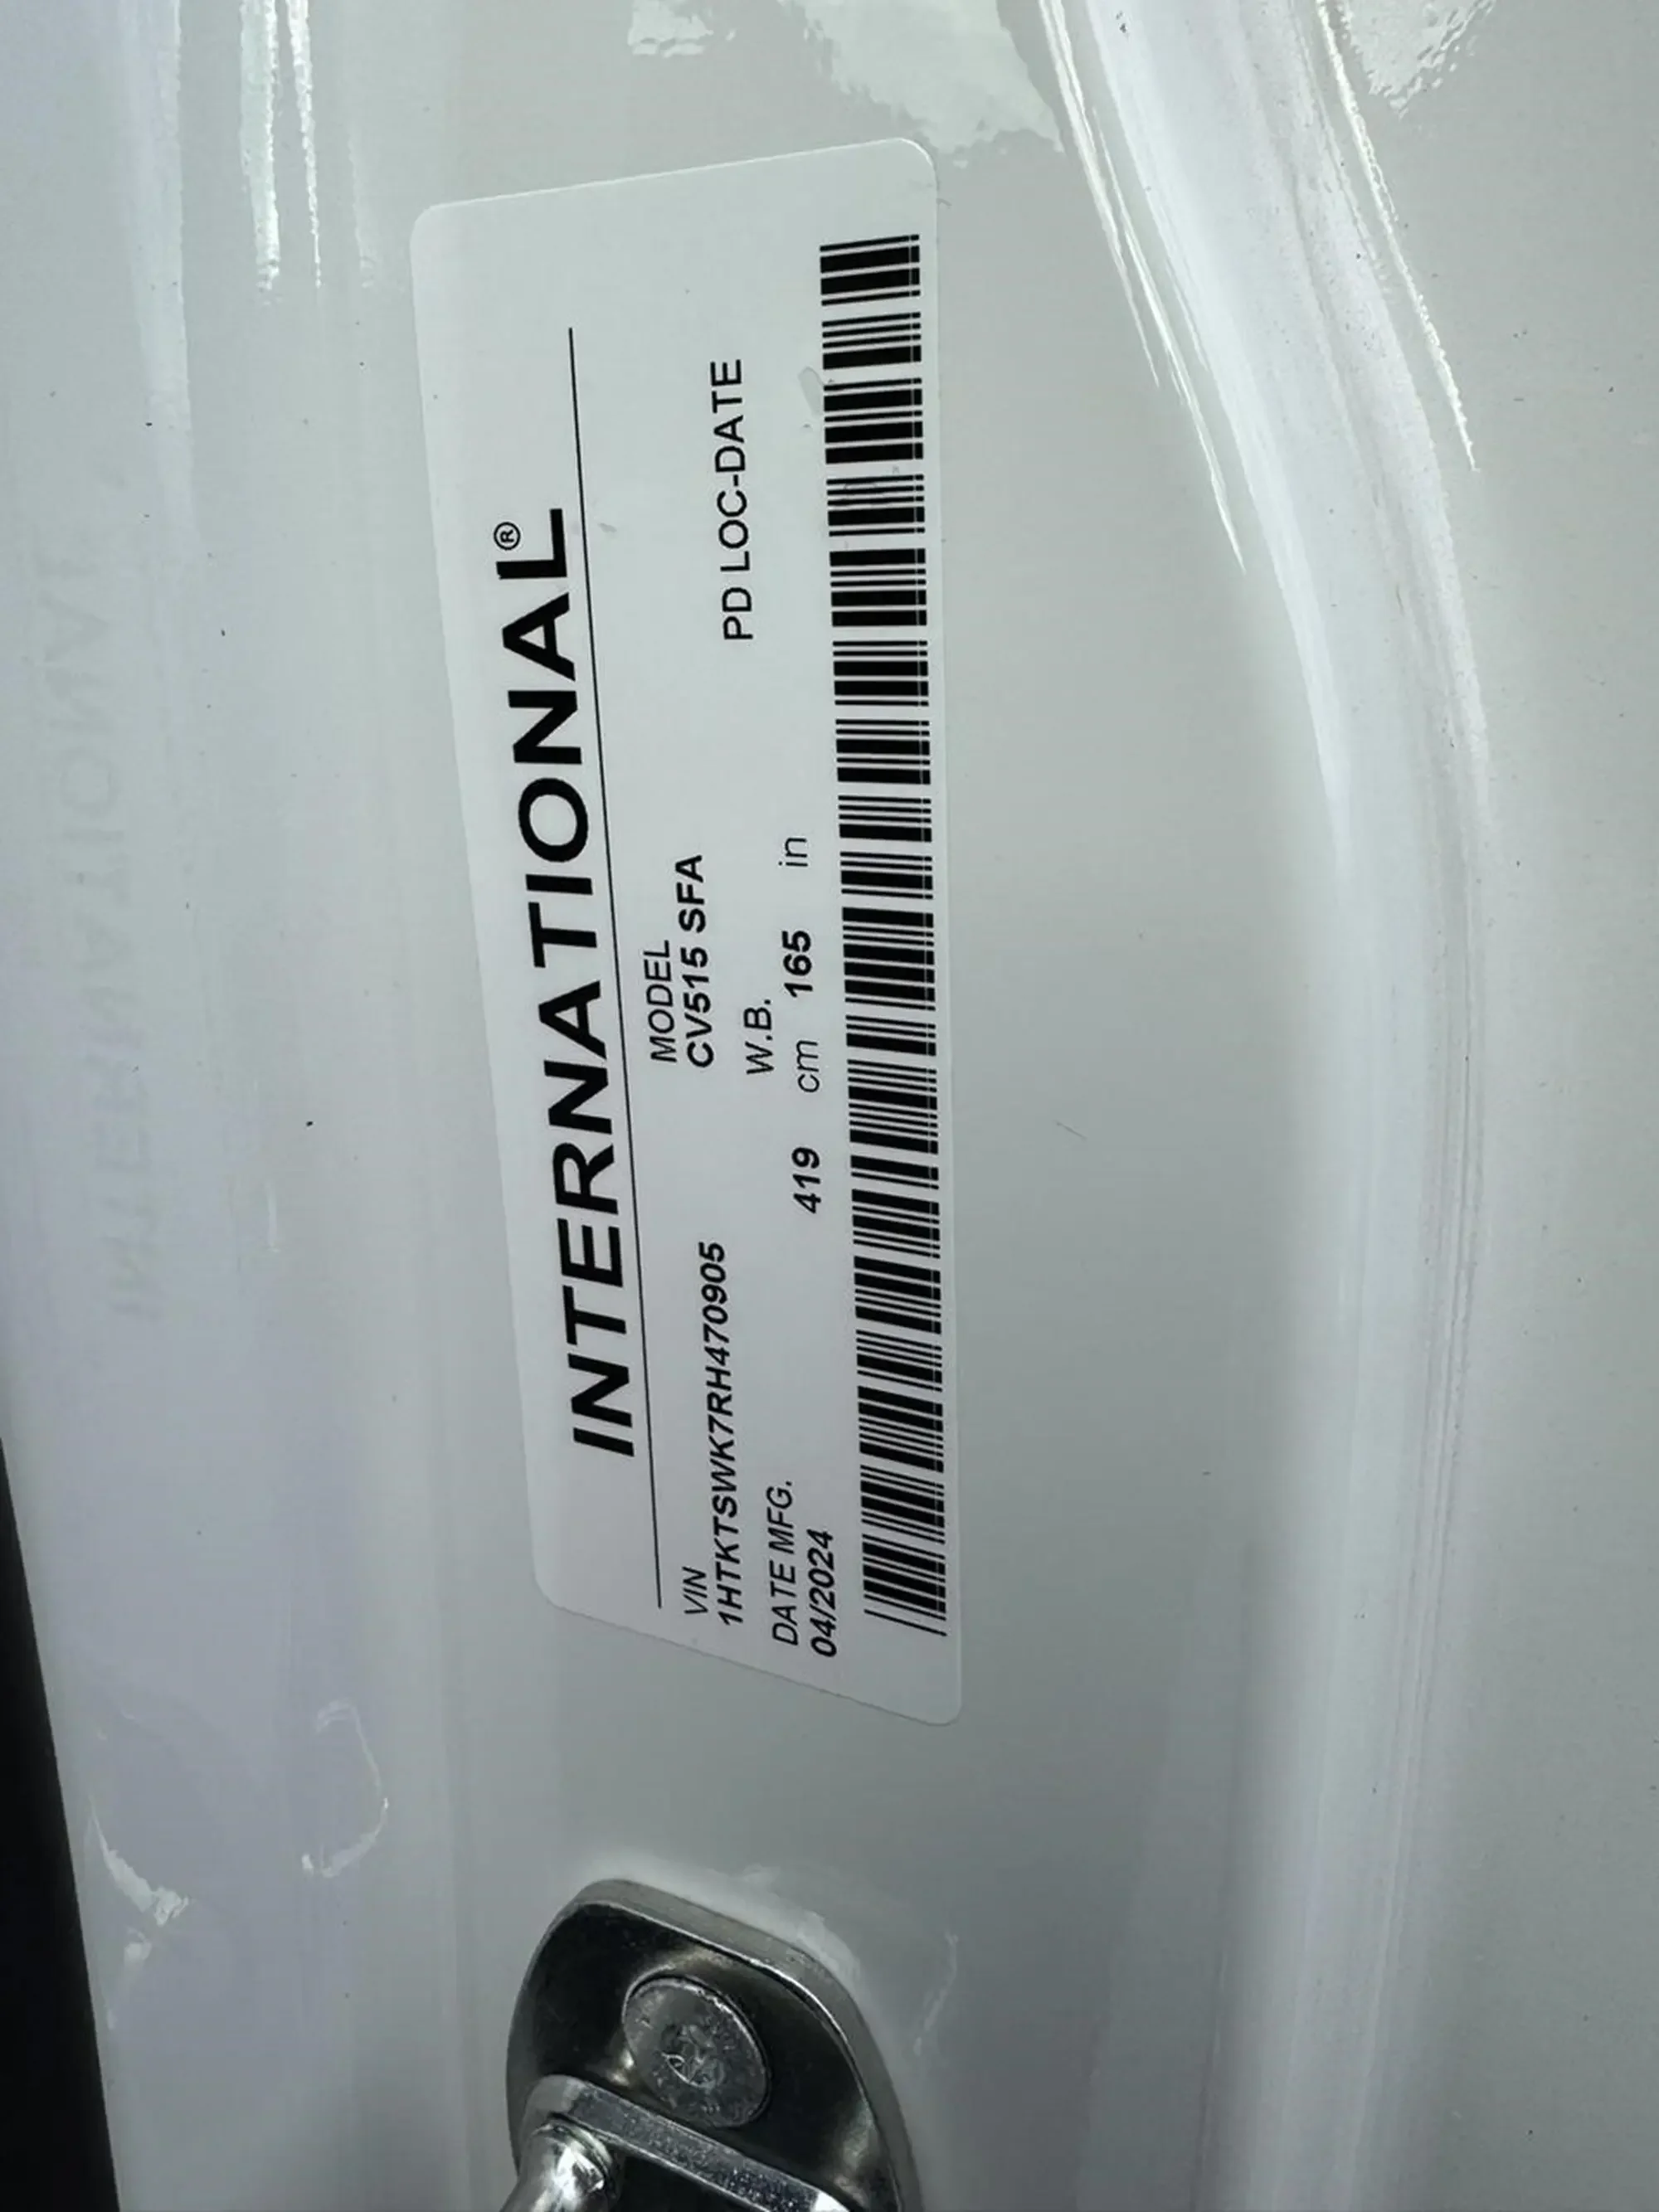 INTERNATIONAL®
VIN
1HTKTSWK7RH470905
MODEL
CV515 SFA
DATE MFG.
04/2024
W.B.
419 cm 165 in
PD LOC-DATE